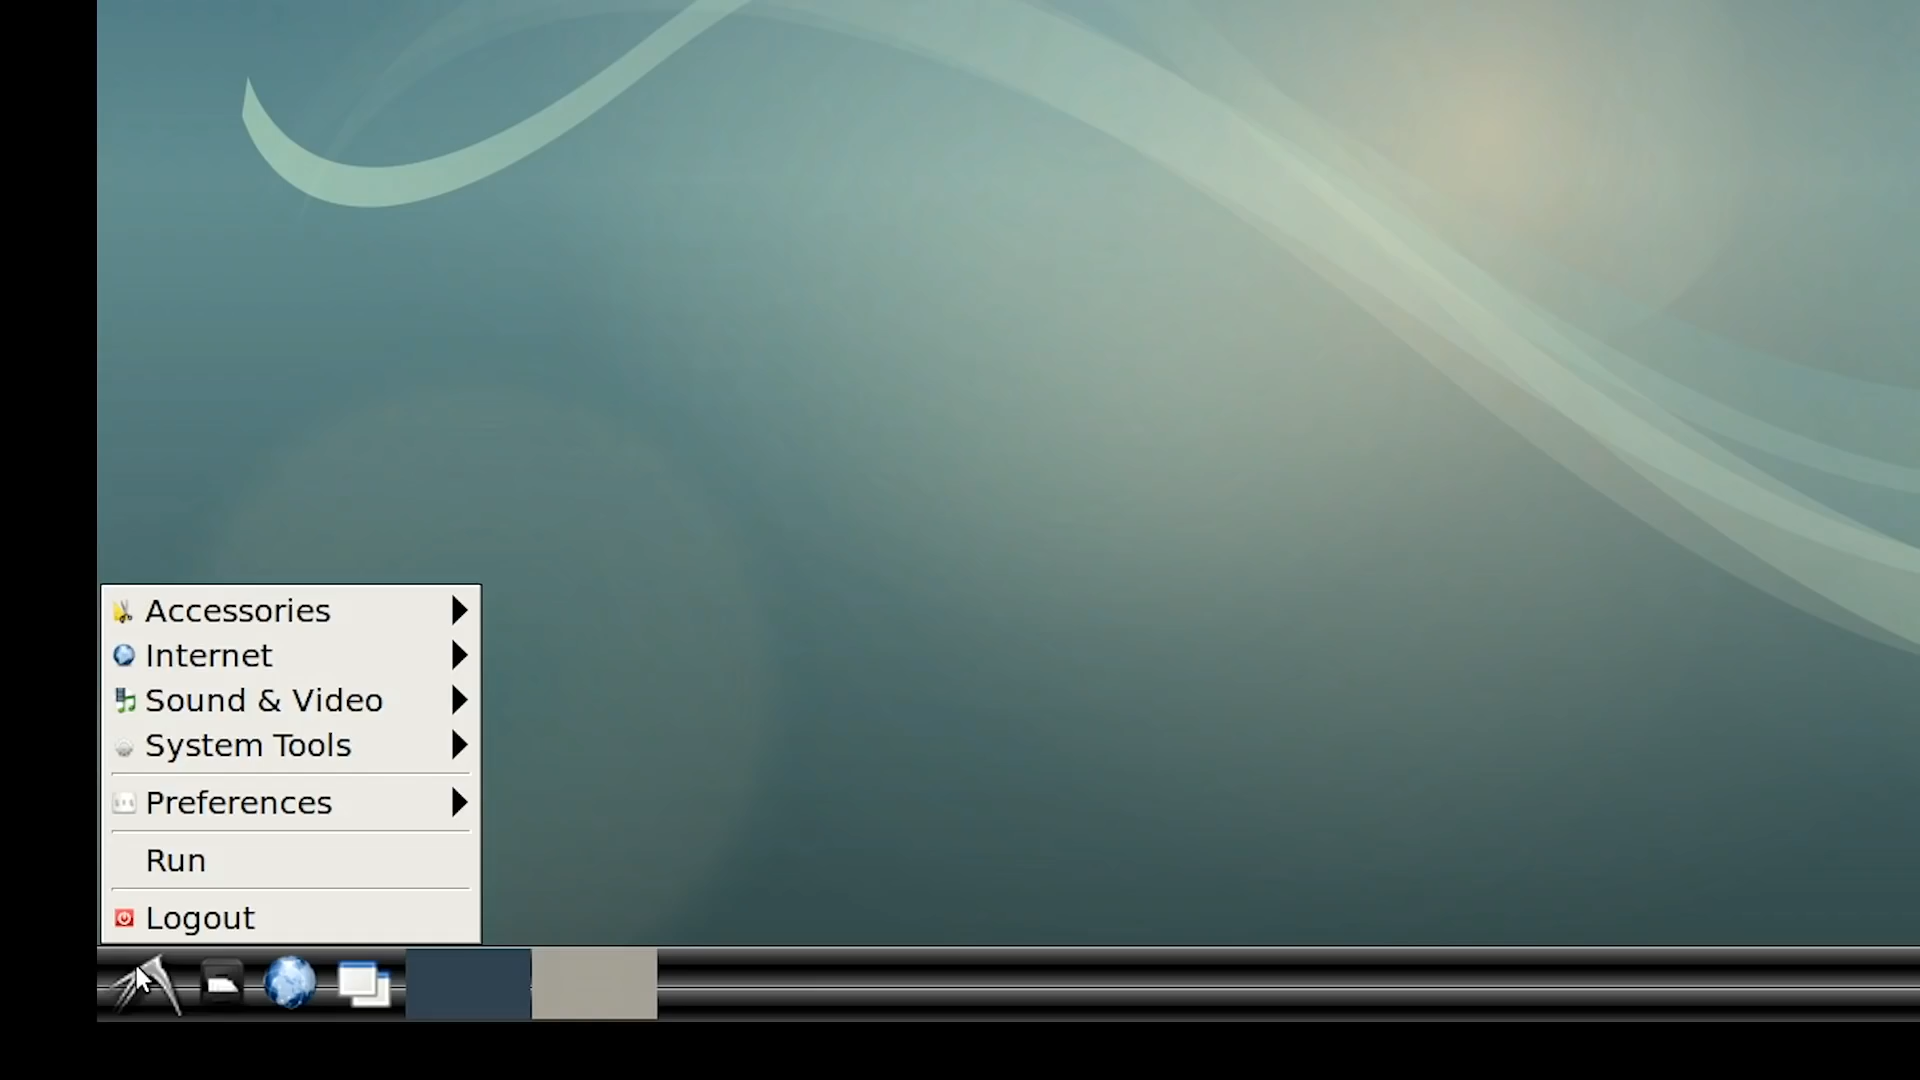 Accessories
Internet
Sound & Video
System Tools
Preferences
Run
Logout